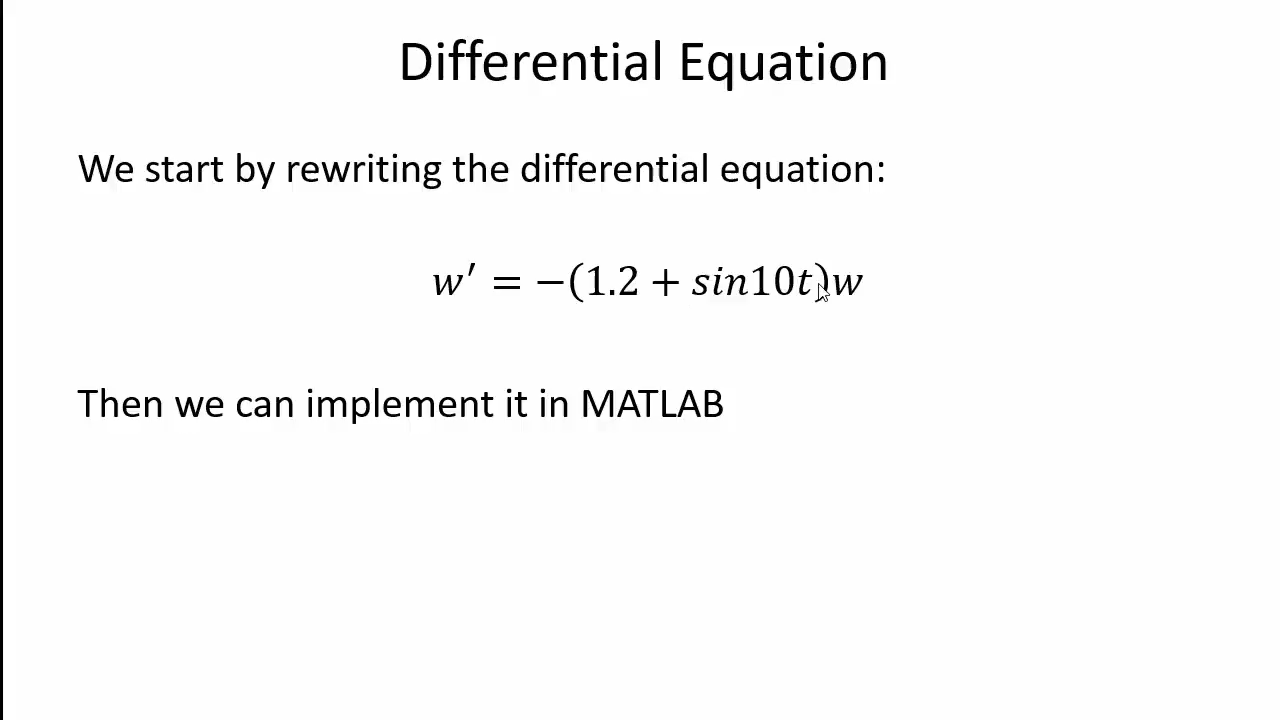 Differential Equation
We start by rewriting the differential equation:
w′ = −(1.2 + sin10t)w
Then we can implement it in MATLAB